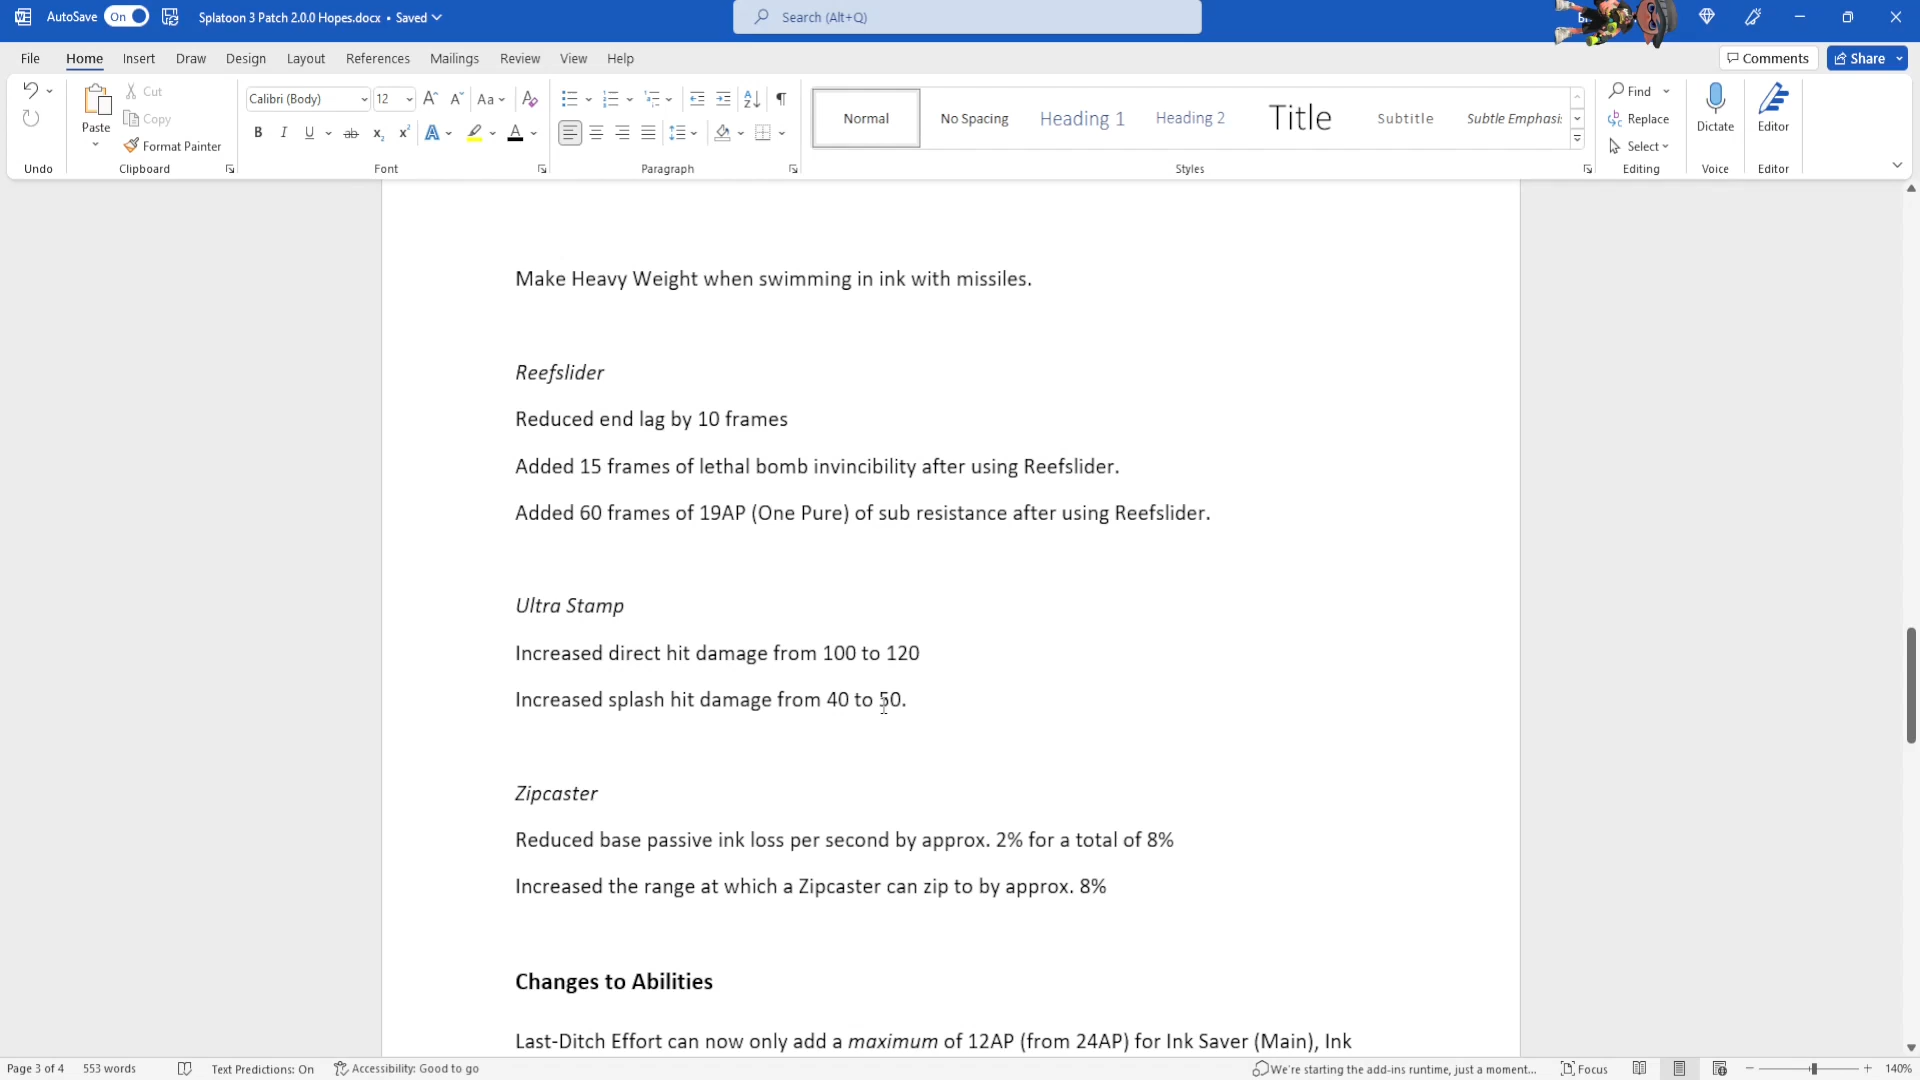 AutoSave On Splatoon 3 Patch 2.0.0 Hopes.docx • Saved Search (Alt+Q)
File Home Insert Draw Design Layout References Mailings Review View Help Comments Share
Undo
Paste Cut Copy Format Painter
Clipboard
Calibri (Body) 12
Font
Paragraph
Normal No Spacing Heading 1 Heading 2 Title Subtitle Subtle Emphasi:
Styles
Find Replace Select
Editing
Dictate
Voice
Editor
Editor
Make Heavy Weight when swimming in ink with missiles.
Reefslider
Reduced end lag by 10 frames
Added 15 frames of lethal bomb invincibility after using Reefslider.
Added 60 frames of 19AP (One Pure) of sub resistance after using Reefslider.
Ultra Stamp
Increased direct hit damage from 100 to 120
Increased splash hit damage from 40 to 50.
Zipcaster
Reduced base passive ink loss per second by approx. 2% for a total of 8%
Increased the range at which a Zipcaster can zip to by approx. 8%
Changes to Abilities
Last-Ditch Effort can now only add a maximum of 12AP (from 24AP) for Ink Saver (Main), Ink
Page 3 of 4 553 words Text Predictions: On Accessibility: Good to go We're starting the add-ins runtime, just a moment... Focus 140%